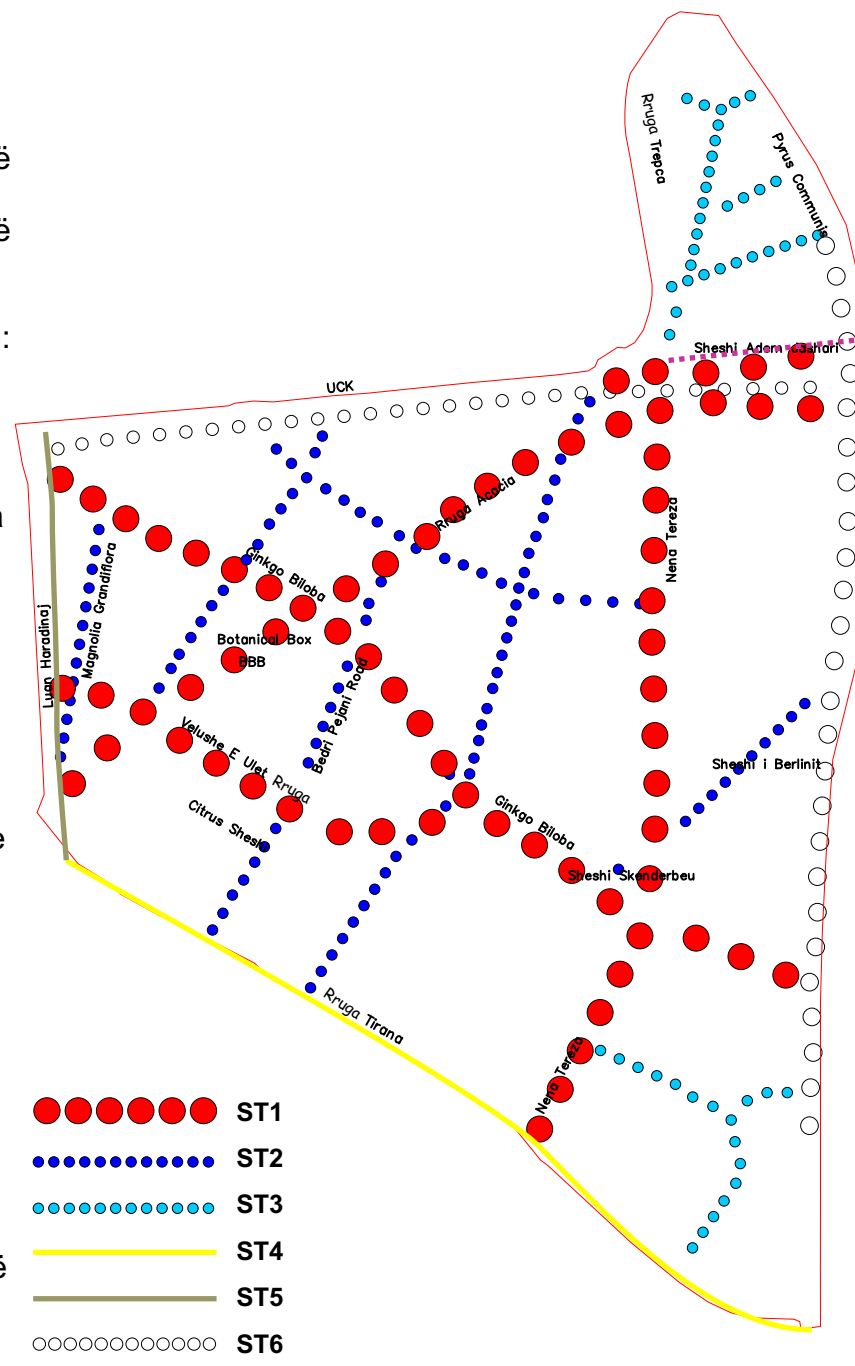 ë
Rruga Trepca
Pyrus Communis
ë
:
Sheshi Adem Jashari
UCK
Rruga Acacia
a
Nena Tereza
Ginkgo Biloba
Magnolia Grandiflora
Botanical Box
BBB
Luan Haradinaj
Bedri Pejani Road
Velushe E Ulet Rruga
Sheshi i Berlinit
Citrus Sheshi
Ginkgo Biloba
e
Sheshi Skenderbeu
Rruga Tirana
Nena Tereza
ST1
ST2
ST3
ST4
ë
ST5
ST6